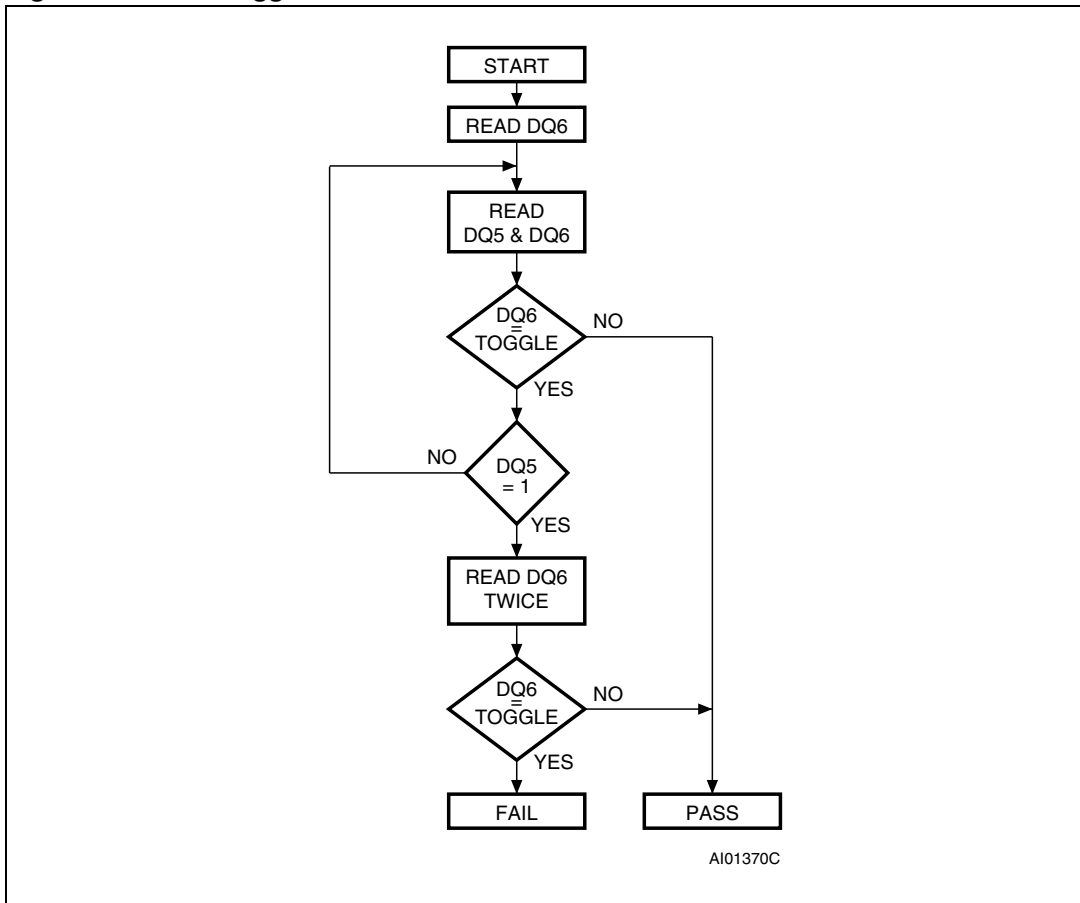 START
READ DQ6
READ
DQ5 & DQ6
DQ6
=
TOGGLE
NO
YES
NO
DQ5
= 1
YES
READ DQ6
TWICE
DQ6
=
TOGGLE
NO
YES
FAIL
PASS
AI01370C